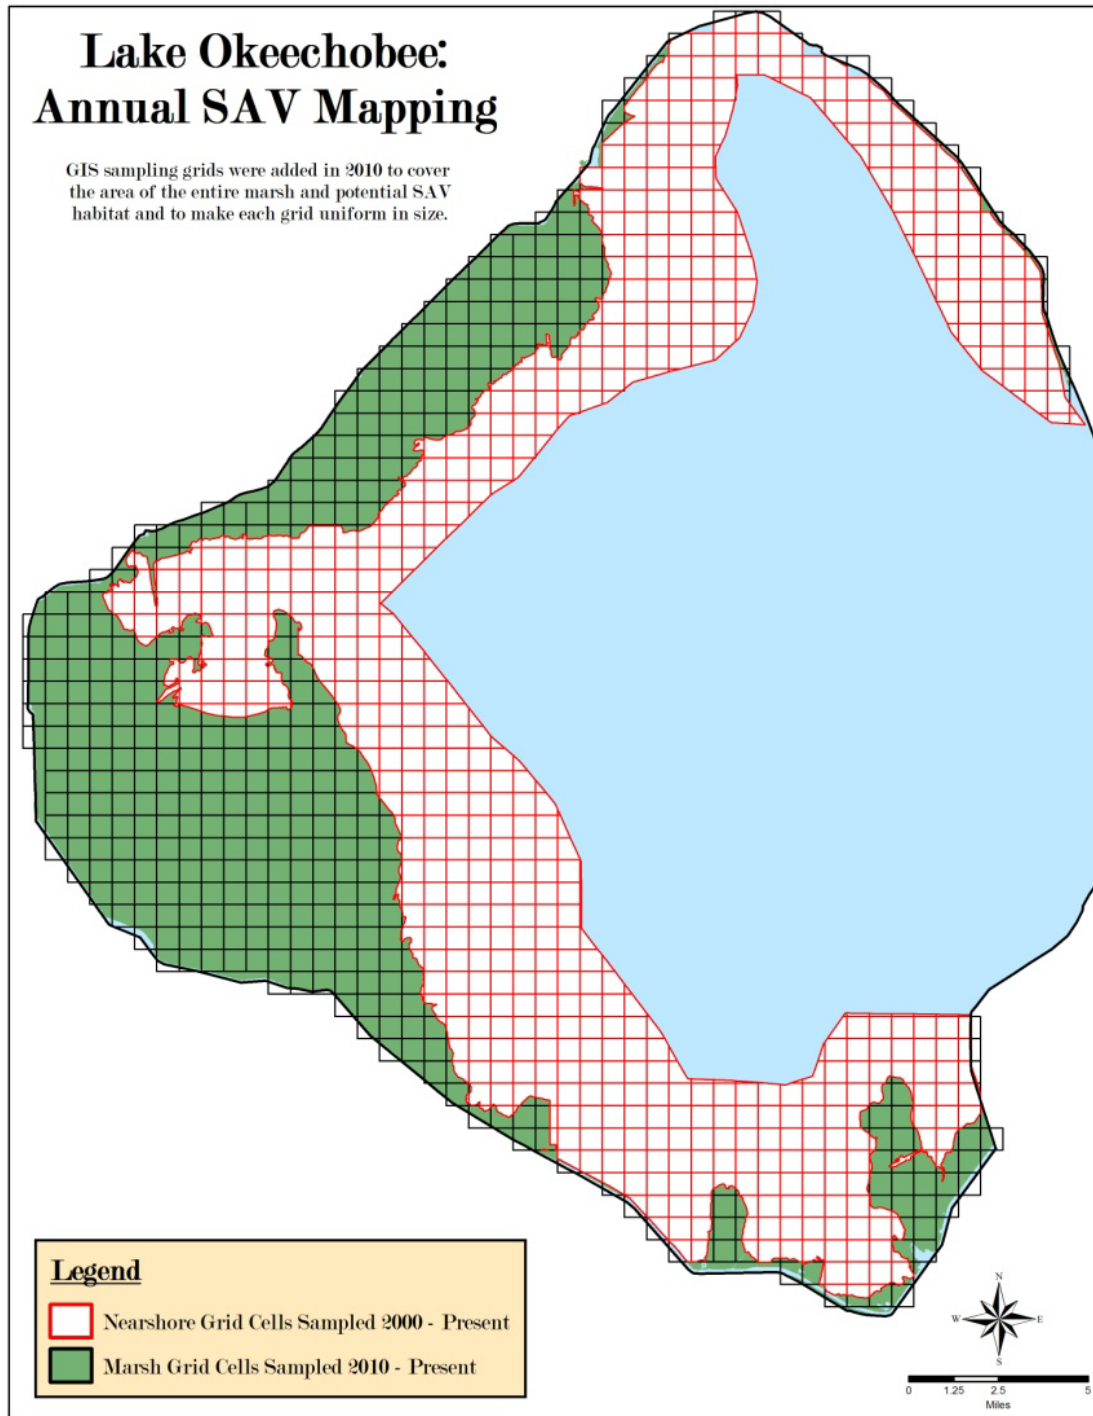 Lake Okeechobee:
Annual SAV Mapping
GIS sampling grids were added in 2010 to cover
the area of the entire marsh and potential SAV
habitat and to make each grid uniform in size.
Legend
Nearshore Grid Cells Sampled 2000 - Present
Marsh Grid Cells Sampled 2010 - Present
N
W
E
S
0 1.25 2.5 5
Miles